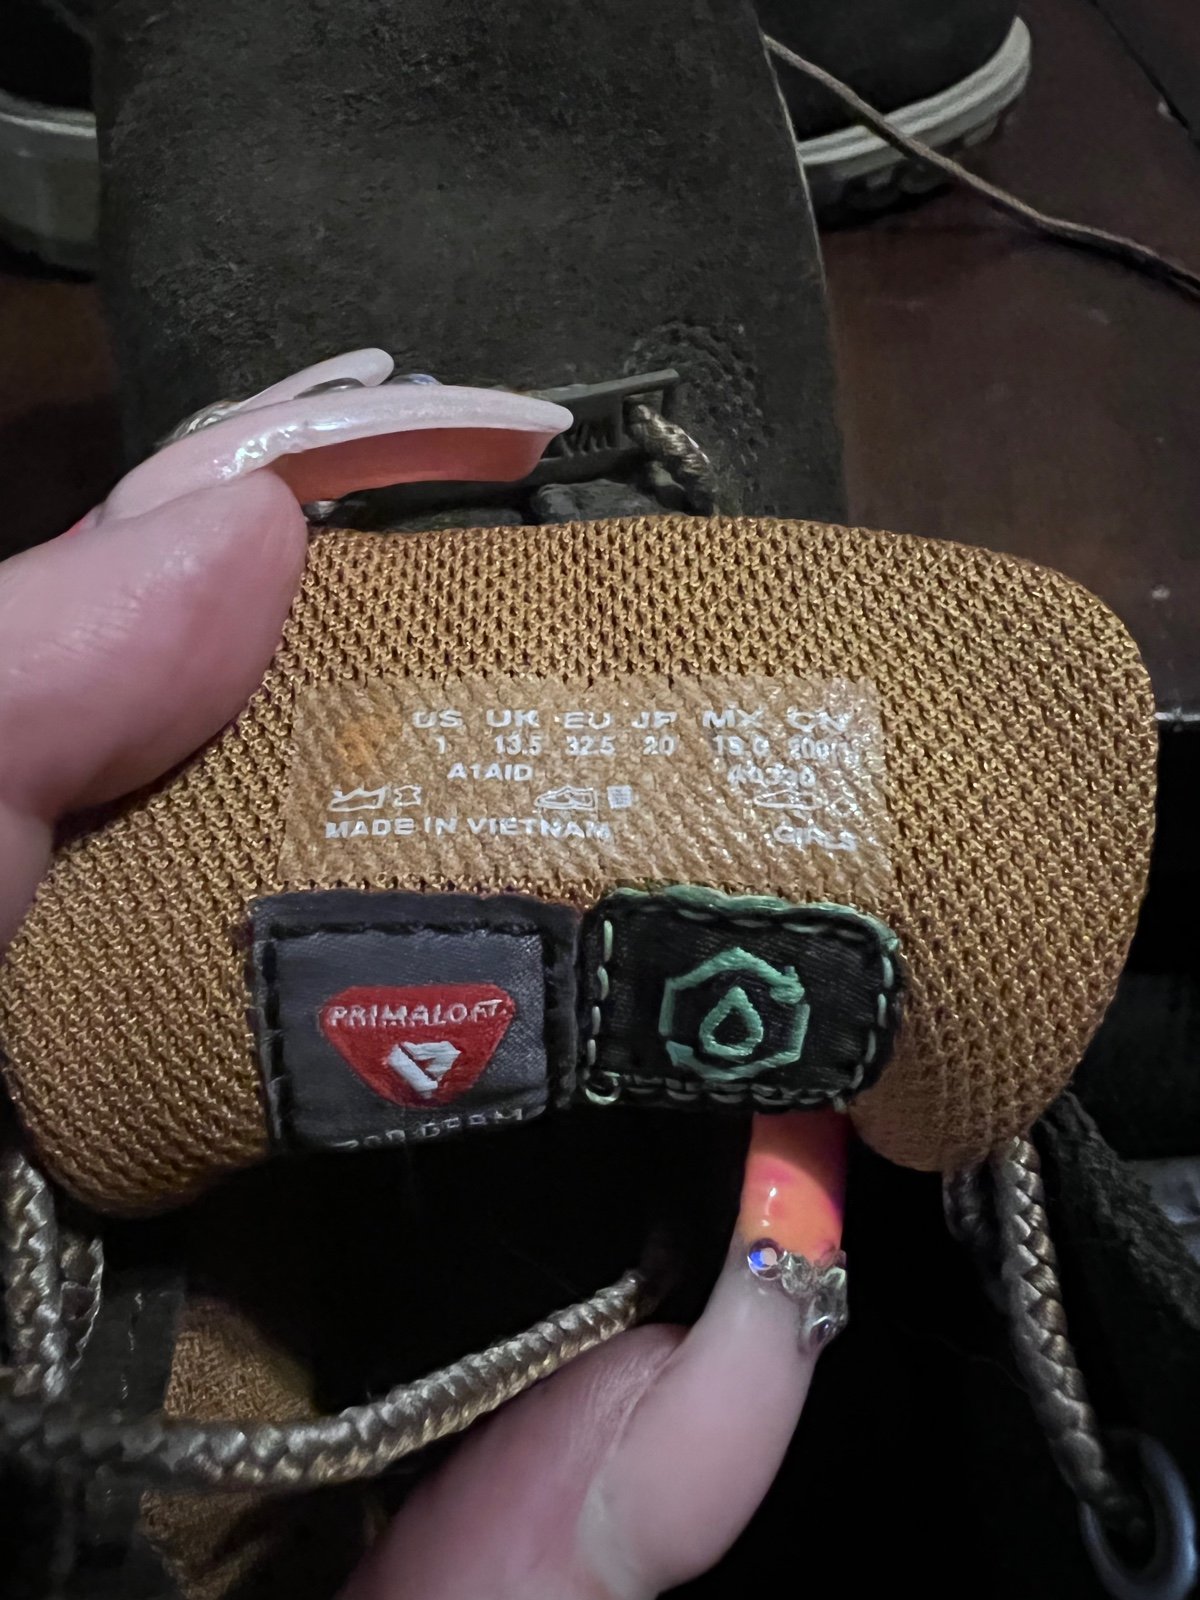 US UK EU JP MX CN
1 13.5 32.5 20 19.0
A1AID
MADE IN VIETNAM
GIRLS
PRIMALOFT